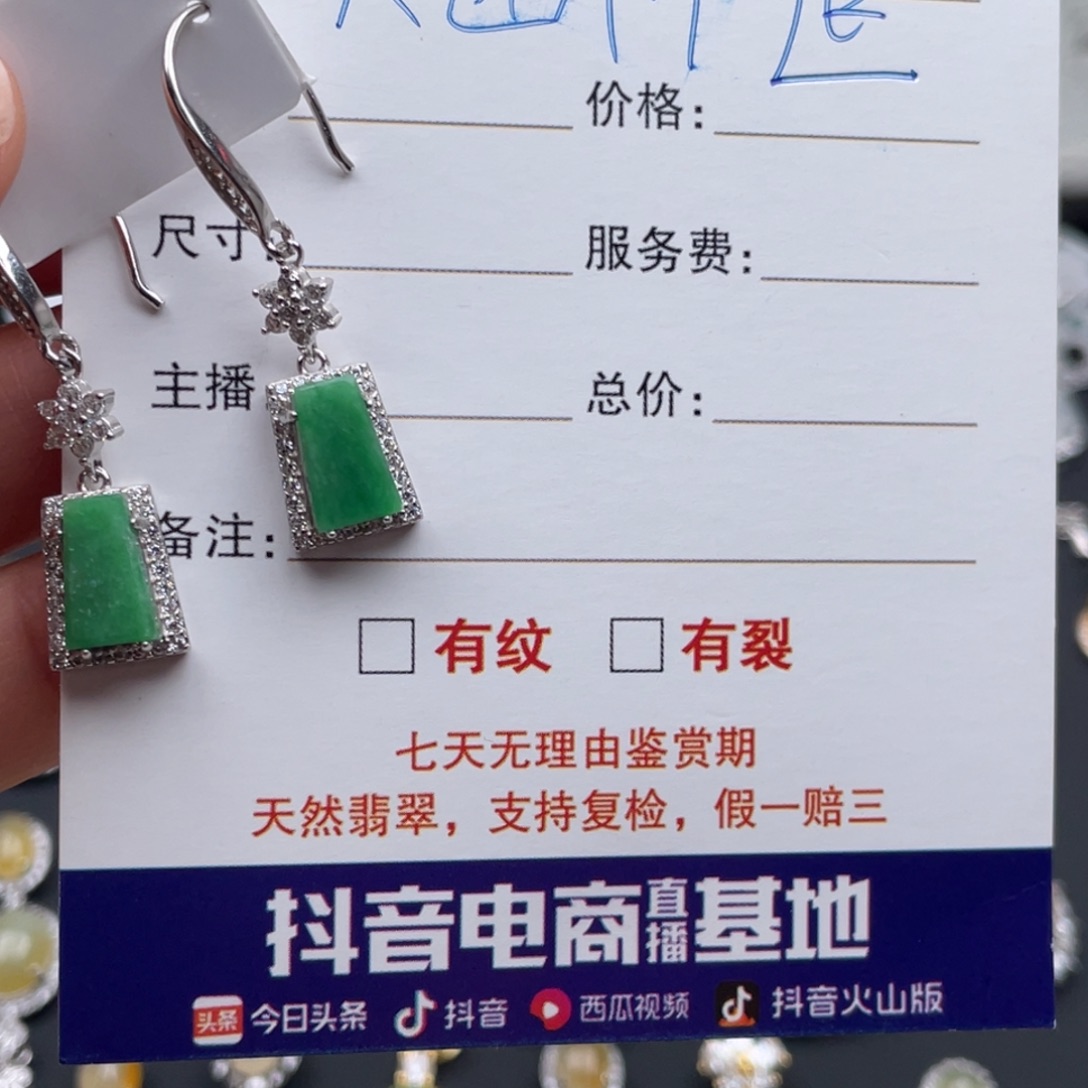 价格：
尺寸： 服务费：
主播 总价：
备注：
有纹 有裂
七天无理由鉴赏期
天然翡翠，支持复检，假一赔三
抖音电商直播基地
头条 今日头条 抖音 西瓜视频 抖音火山版